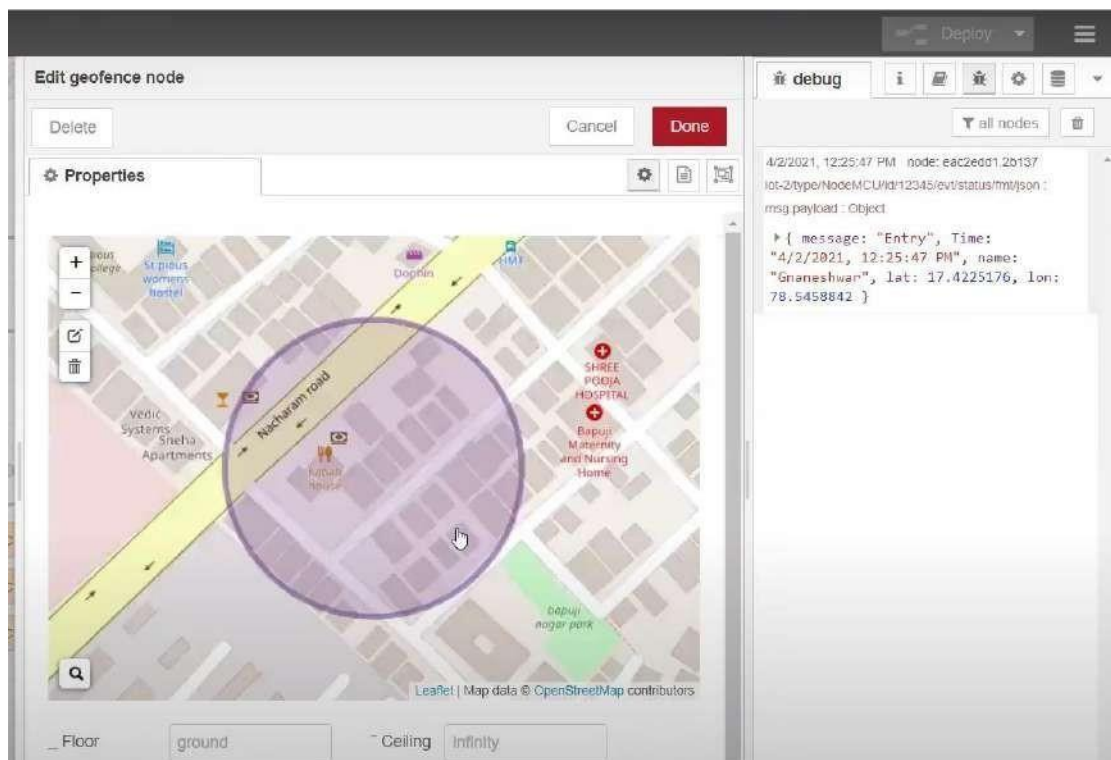 Deploy
Edit geofence node
debug
i
Delete
Cancel
Done
all nodes
Properties
4/2/2021, 12:25:47 PM node: eac2edd1.2b137
iot-2/type/NodeMCU/id/12345/evt/status/fmt/json :
msg.payload : Object
{ message: "Entry", Time:
"4/2/2021, 12:25:47 PM", name:
"Gnaneshwar", lat: 17.4225176, lon:
78.5458842 }
+
−
St pious
womens
Hostel
HMT
Nacharam road
SHREE
POOJA
HOSPITAL
Bapuji
Maternity
and Nursing
Home
Vedic
Systems
Sneha
Apartments
house
bapuji
nagar park
Leaflet | Map data © OpenStreetMap contributors
Floor
ground
Ceiling
Infinity